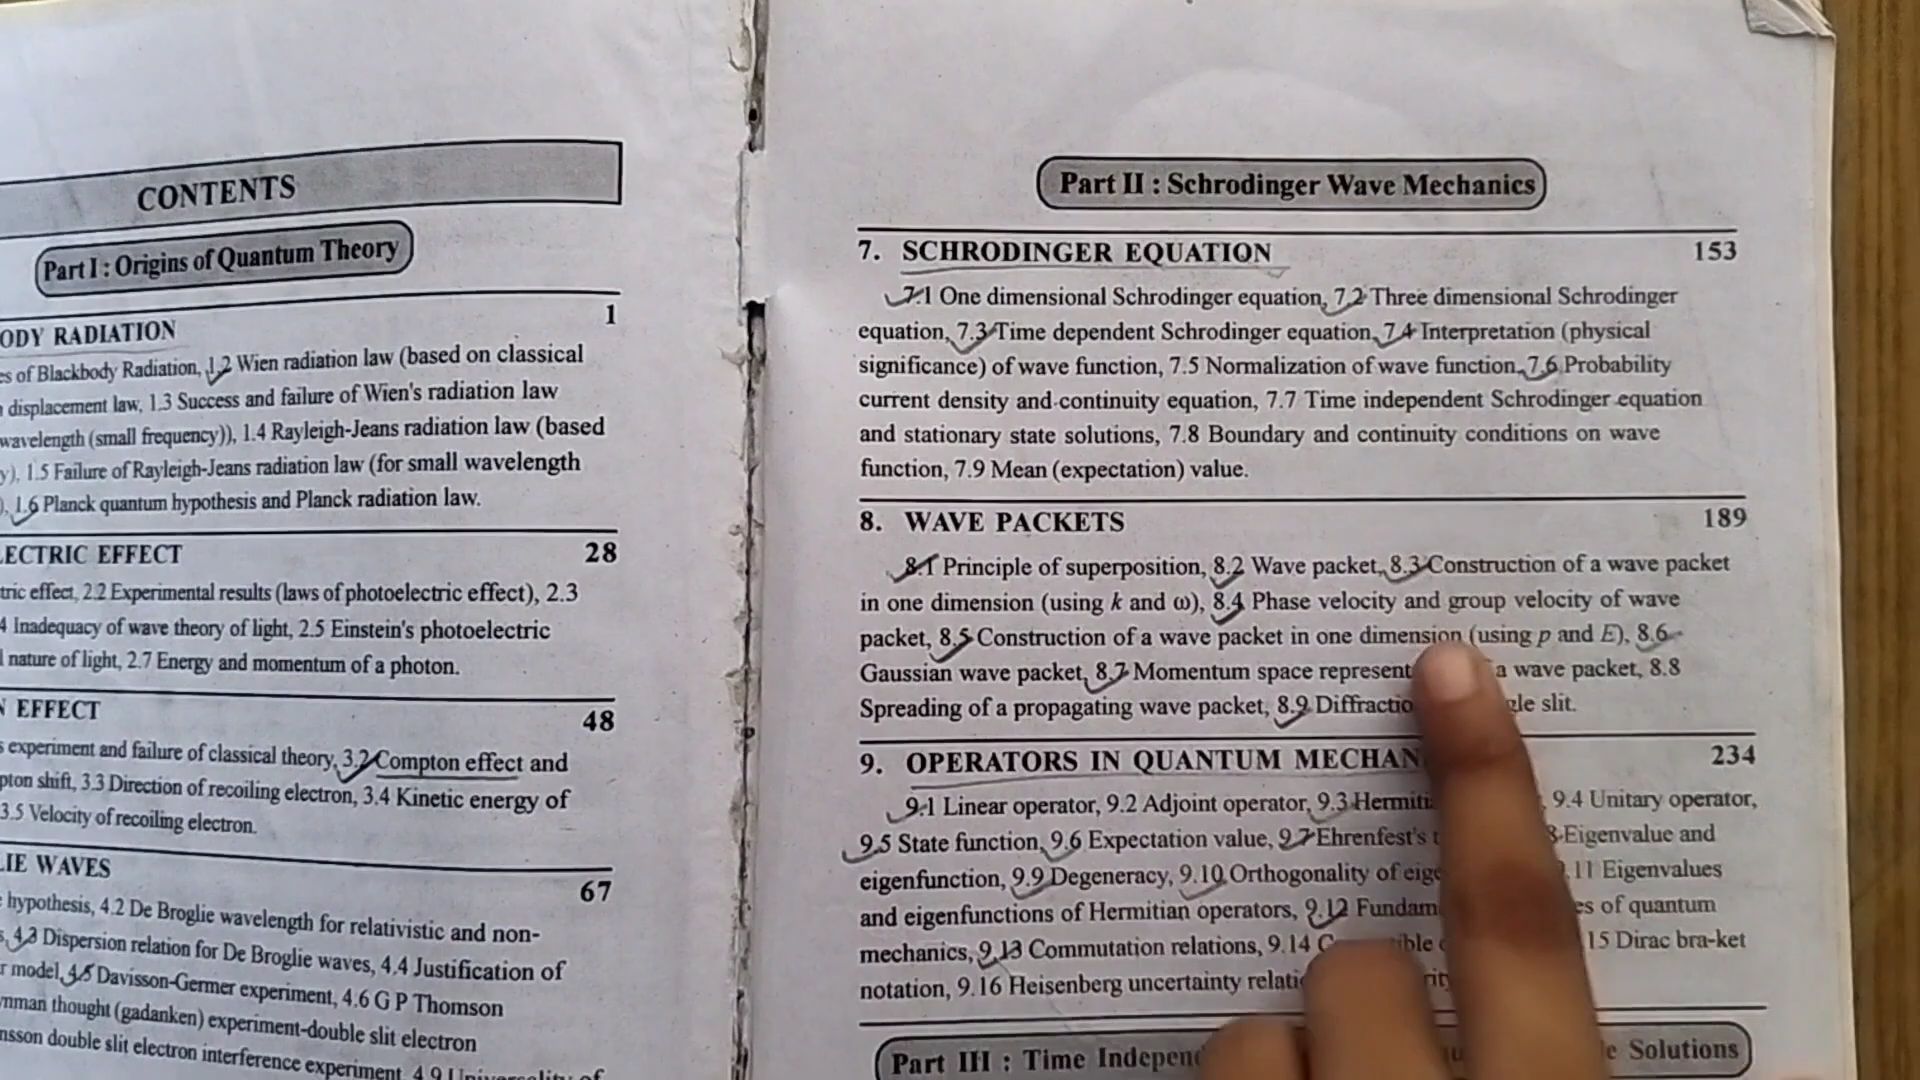 CONTENTS
Part I : Origins of Quantum Theory
ODY RADIATION 1
es of Blackbody Radiation, 1.2 Wien radiation law (based on classical
displacement law, 1.3 Success and failure of Wien's radiation law
wavelength (small frequency)), 1.4 Rayleigh-Jeans radiation law (based
y), 1.5 Failure of Rayleigh-Jeans radiation law (for small wavelength
), 1.6 Planck quantum hypothesis and Planck radiation law.
LECTRIC EFFECT 28
tric effect, 2.2 Experimental results (laws of photoelectric effect), 2.3
4 Inadequacy of wave theory of light, 2.5 Einstein's photoelectric
l nature of light, 2.7 Energy and momentum of a photon.
N EFFECT 48
s experiment and failure of classical theory, 3.2 Compton effect and
pton shift, 3.3 Direction of recoiling electron, 3.4 Kinetic energy of
3.5 Velocity of recoiling electron.
LIE WAVES 67
hypothesis, 4.2 De Broglie wavelength for relativistic and non-
s, 4.3 Dispersion relation for De Broglie waves, 4.4 Justification of
r model, 4.5 Davisson-Germer experiment, 4.6 G P Thomson
ynman thought (gadanken) experiment-double slit electron
nsson double slit electron interference experiment, 4.9 Universality of
Part II : Schrodinger Wave Mechanics
7. SCHRODINGER EQUATION 153
7.1 One dimensional Schrodinger equation, 7.2 Three dimensional Schrodinger
equation, 7.3 Time dependent Schrodinger equation, 7.4 Interpretation (physical
significance) of wave function, 7.5 Normalization of wave function, 7.6 Probability
current density and continuity equation, 7.7 Time independent Schrodinger equation
and stationary state solutions, 7.8 Boundary and continuity conditions on wave
function, 7.9 Mean (expectation) value.
8. WAVE PACKETS 189
8.1 Principle of superposition, 8.2 Wave packet, 8.3 Construction of a wave packet
in one dimension (using k and ω), 8.4 Phase velocity and group velocity of wave
packet, 8.5 Construction of a wave packet in one dimension (using p and E), 8.6
Gaussian wave packet, 8.7 Momentum space represent a wave packet, 8.8
Spreading of a propagating wave packet, 8.9 Diffractio gle slit.
9. OPERATORS IN QUANTUM MECHAN 234
9.1 Linear operator, 9.2 Adjoint operator, 9.3 Hermiti 9.4 Unitary operator,
9.5 State function, 9.6 Expectation value, 9.7 Ehrenfest's 8 Eigenvalue and
eigenfunction, 9.9 Degeneracy, 9.10 Orthogonality of eige .11 Eigenvalues
and eigenfunctions of Hermitian operators, 9.12 Fundam es of quantum
mechanics, 9.13 Commutation relations, 9.14 C ible 15 Dirac bra-ket
notation, 9.16 Heisenberg uncertainty relati rity
Part III : Time Indepen e Solutions